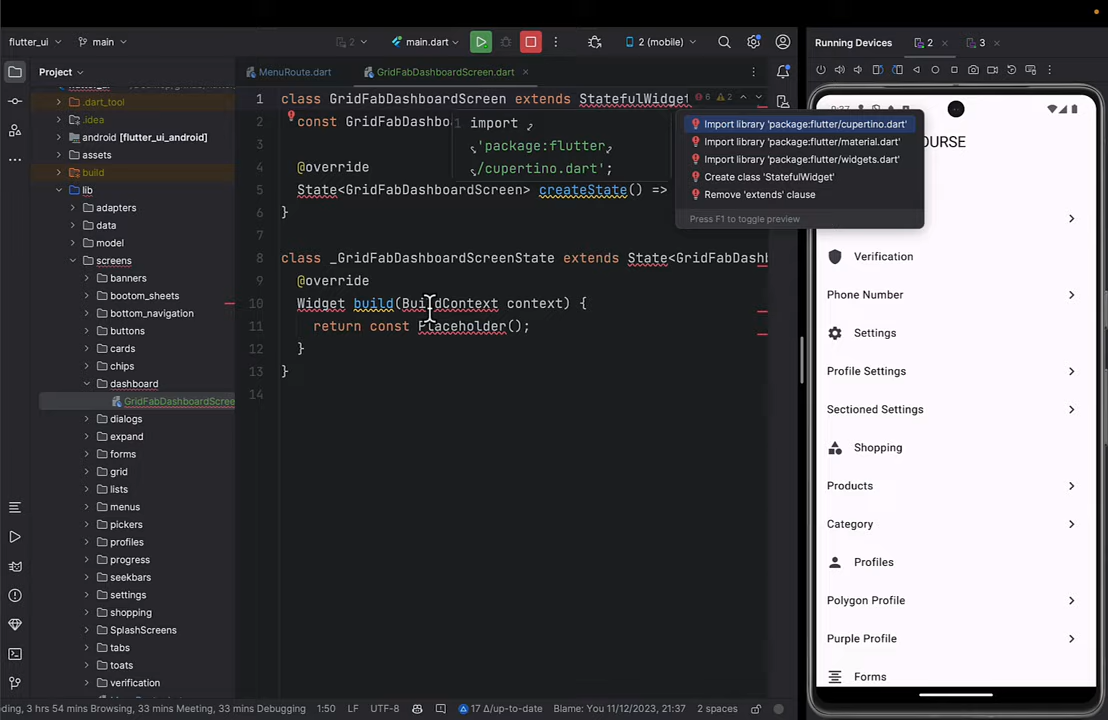 flutter_ui
main
2
main.dart
2 (mobile)
Running Devices
2
3
Project
MenuRoute.dart
GridFabDashboardScreen.dart
.dart_tool
.idea
android [flutter_ui_android]
assets
build
lib
adapters
data
model
screens
banners
bootom_sheets
bottom_navigation
buttons
cards
chips
dashboard
GridFabDashboardScree
dialogs
expand
forms
grid
lists
menus
pickers
profiles
progress
seekbars
settings
shopping
SplashScreens
tabs
toats
verification
1 class GridFabDashboardScreen extends StatefulWidget
6 2
2 const GridFabDashbo
3
4 @override
5 State<GridFabDashboardScreen> createState() =>
6 }
7
8 class _GridFabDashboardScreenState extends State<GridFabDashb
9 @override
10 Widget build(BuildContext context) {
11 return const Placeholder();
12 }
13 }
14
1 import ,
'package:flutter
/cupertino.dart';
Import library 'package:flutter/cupertino.dart'
Import library 'package:flutter/material.dart'
Import library 'package:flutter/widgets.dart'
Create class 'StatefulWidget'
Remove 'extends' clause
Press F1 to toggle preview
OURSE
Verification
Phone Number
Settings
Profile Settings
Sectioned Settings
Shopping
Products
Category
Profiles
Polygon Profile
Purple Profile
Forms
ding, 3 hrs 54 mins Browsing, 33 mins Meeting, 33 mins Debugging
1:50
LF
UTF-8
17 Δ/up-to-date
Blame: You 11/12/2023, 21:37
2 spaces